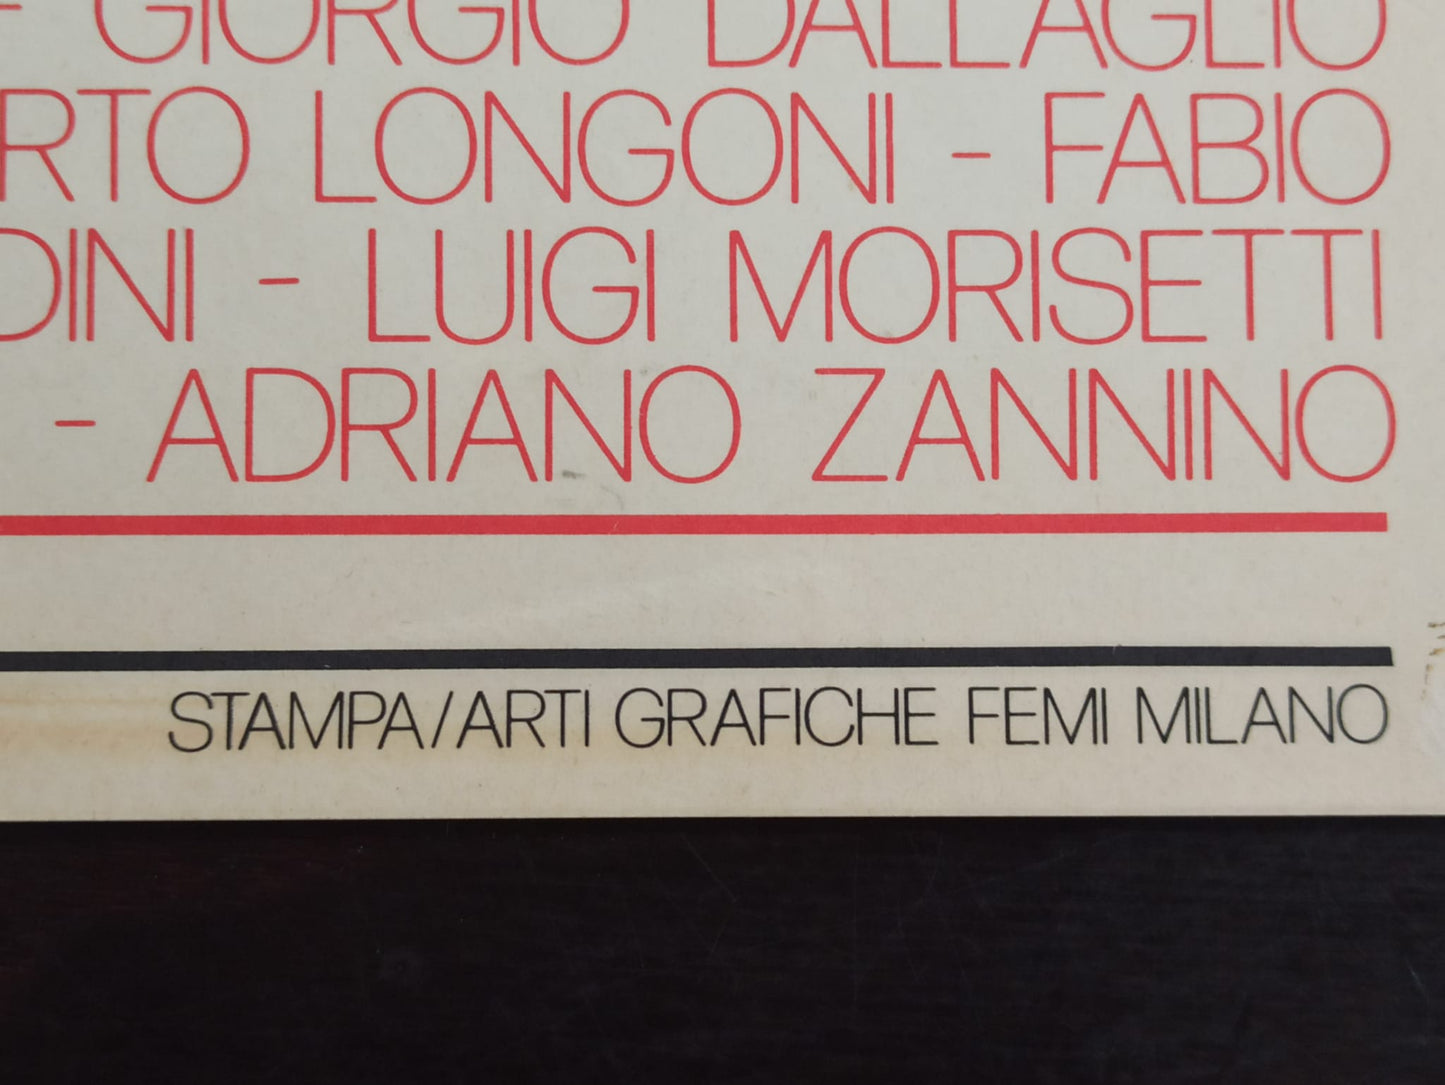 - GIORGIO DALLAGLIO
RTO LONGONI - FABIO
DINI - LUIGI MORISETTI
- ADRIANO ZANNINO
STAMPA/ARTI GRAFICHE FEMI MILANO